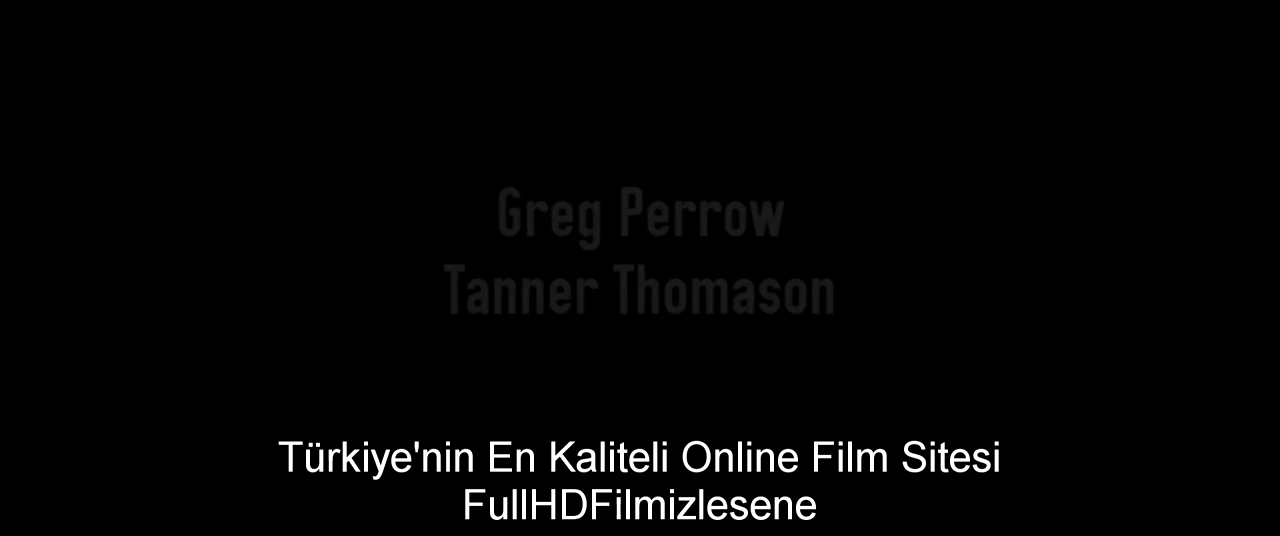 Greg Perrow
Tanner Thomason
Türkiye'nin En Kaliteli Online Film Sitesi
FullHDFilmizlesene